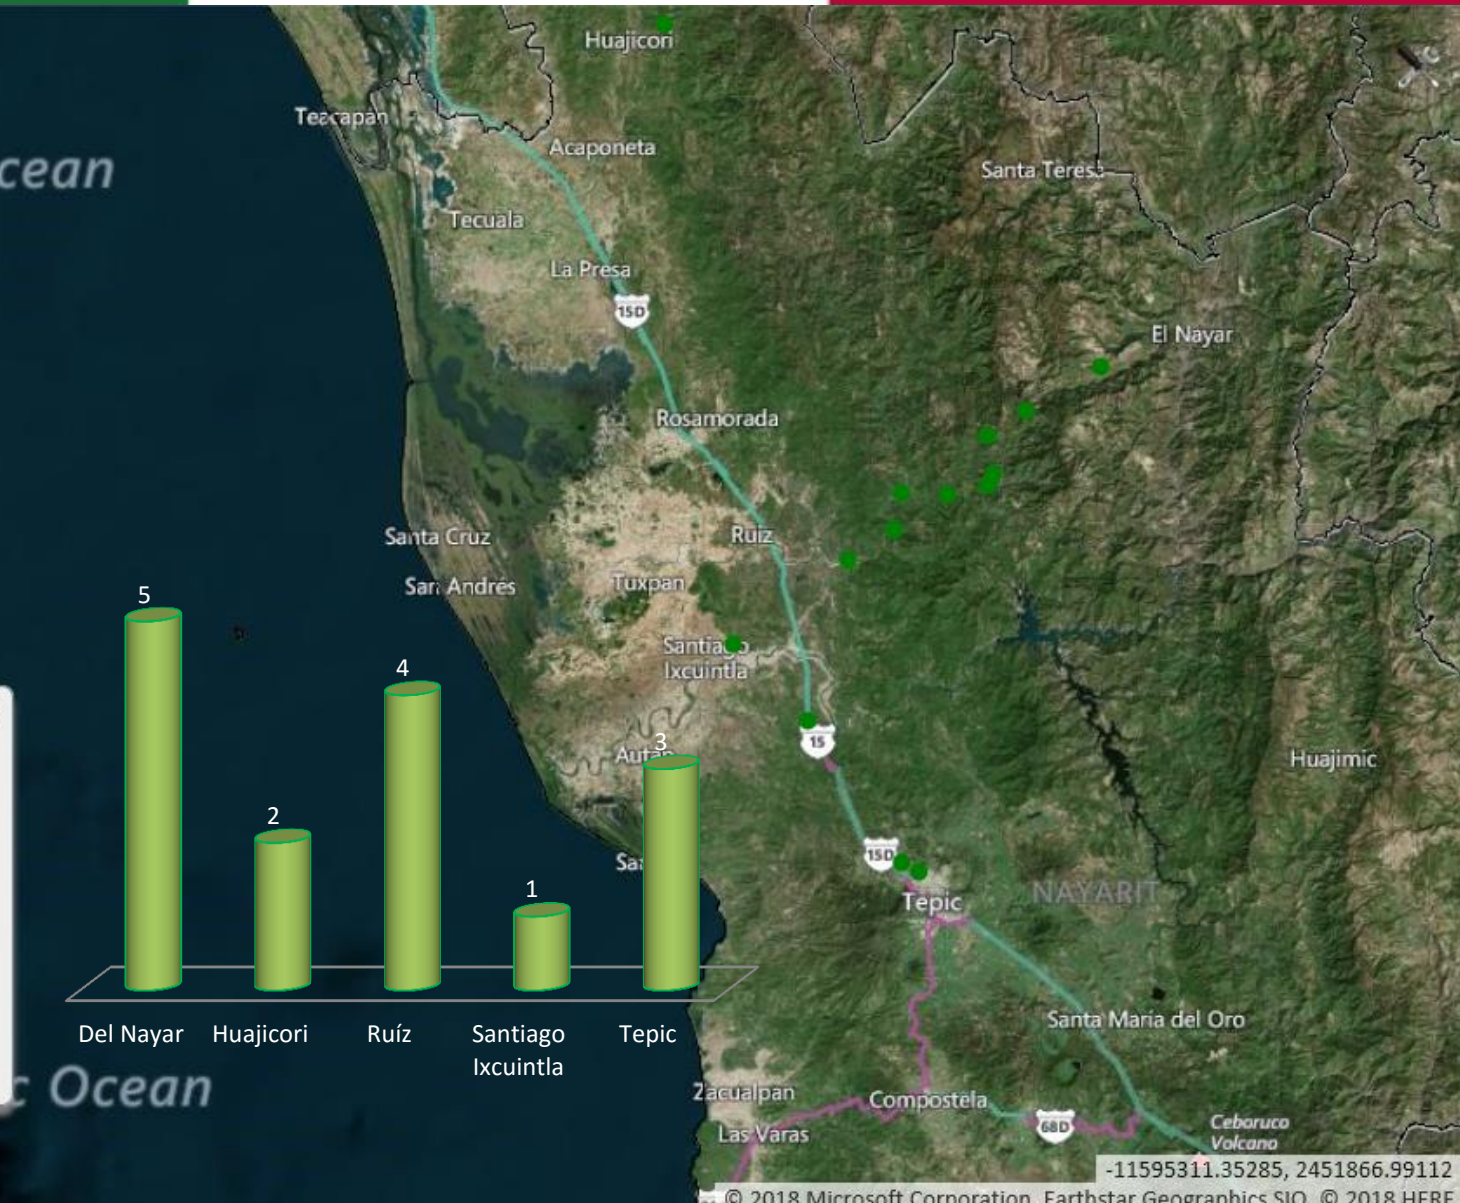 Huajicori
Teacapan
cean
Acaponeta
Santa Teresa
Tecuala
La Presa
15D
El Nayar
Rosamorada
Ruiz
Santa Cruz
San Andrés
Tuxpan
Santiago
Ixcuintla
15
Huajimic
5
4
3
2
1
15D
Tepic
NAYARIT
Del Nayar
Huajicori
Ruíz
Santiago
Ixcuintla
Tepic
Santa Maria del Oro
c Ocean
Zacualpan
Compostela
Las Varas
68D
Ceboruco
Volcano
-11595311.35285, 2451866.99112
© 2018 Microsoft Corporation, Earthstar Geographics SIO, © 2018 HERE